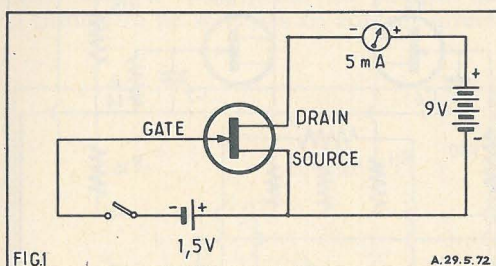 - +
5 mA
+
9V
-
GATE
DRAIN
SOURCE
- +
1,5V
FIG.1
A.29.5.72